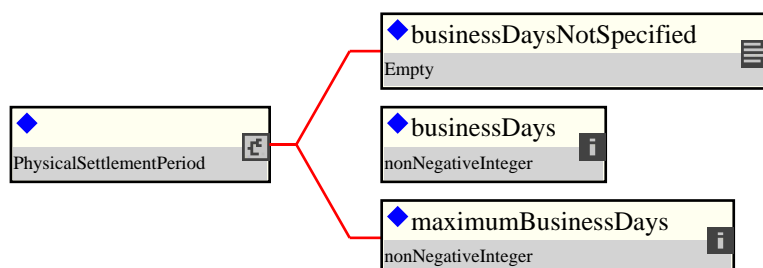 businessDaysNotSpecified
Empty
PhysicalSettlementPeriod
businessDays
nonNegativeInteger
maximumBusinessDays
nonNegativeInteger